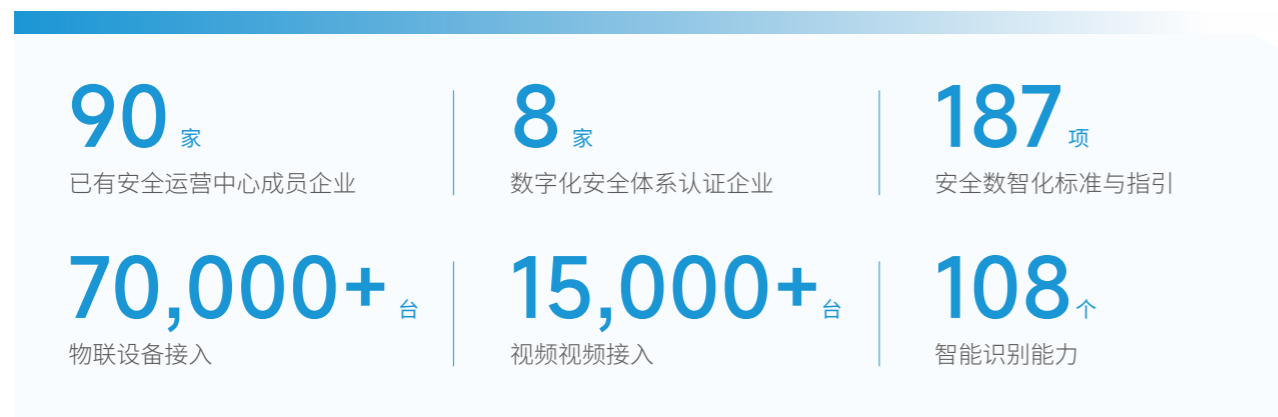 90 家
已有安全运营中心成员企业
8 家
数字化安全体系认证企业
187 项
安全数智化标准与指引
70,000+ 台
物联设备接入
15,000+ 台
视频视频接入
108 个
智能识别能力